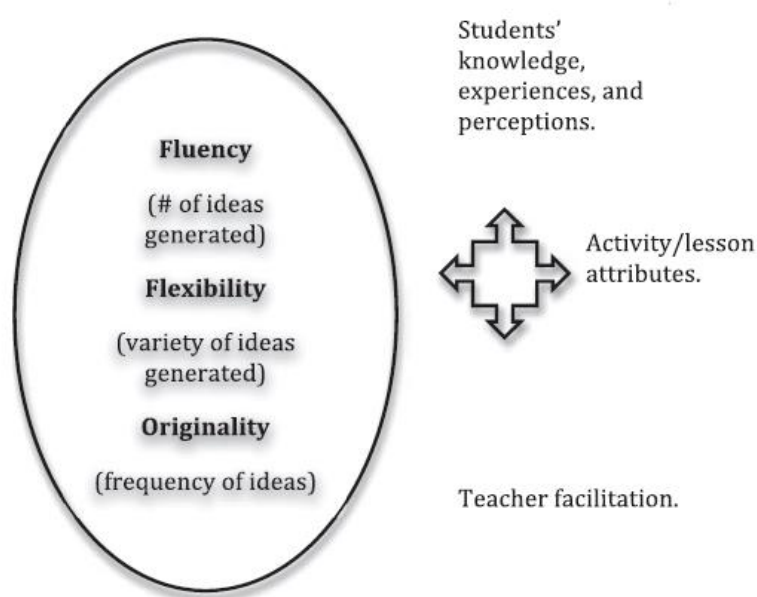 Students'
knowledge,
experiences, and
perceptions.
Fluency
(# of ideas
generated)
Flexibility
(variety of ideas
generated)
Originality
(frequency of ideas)
Activity/lesson
attributes.
Teacher facilitation.